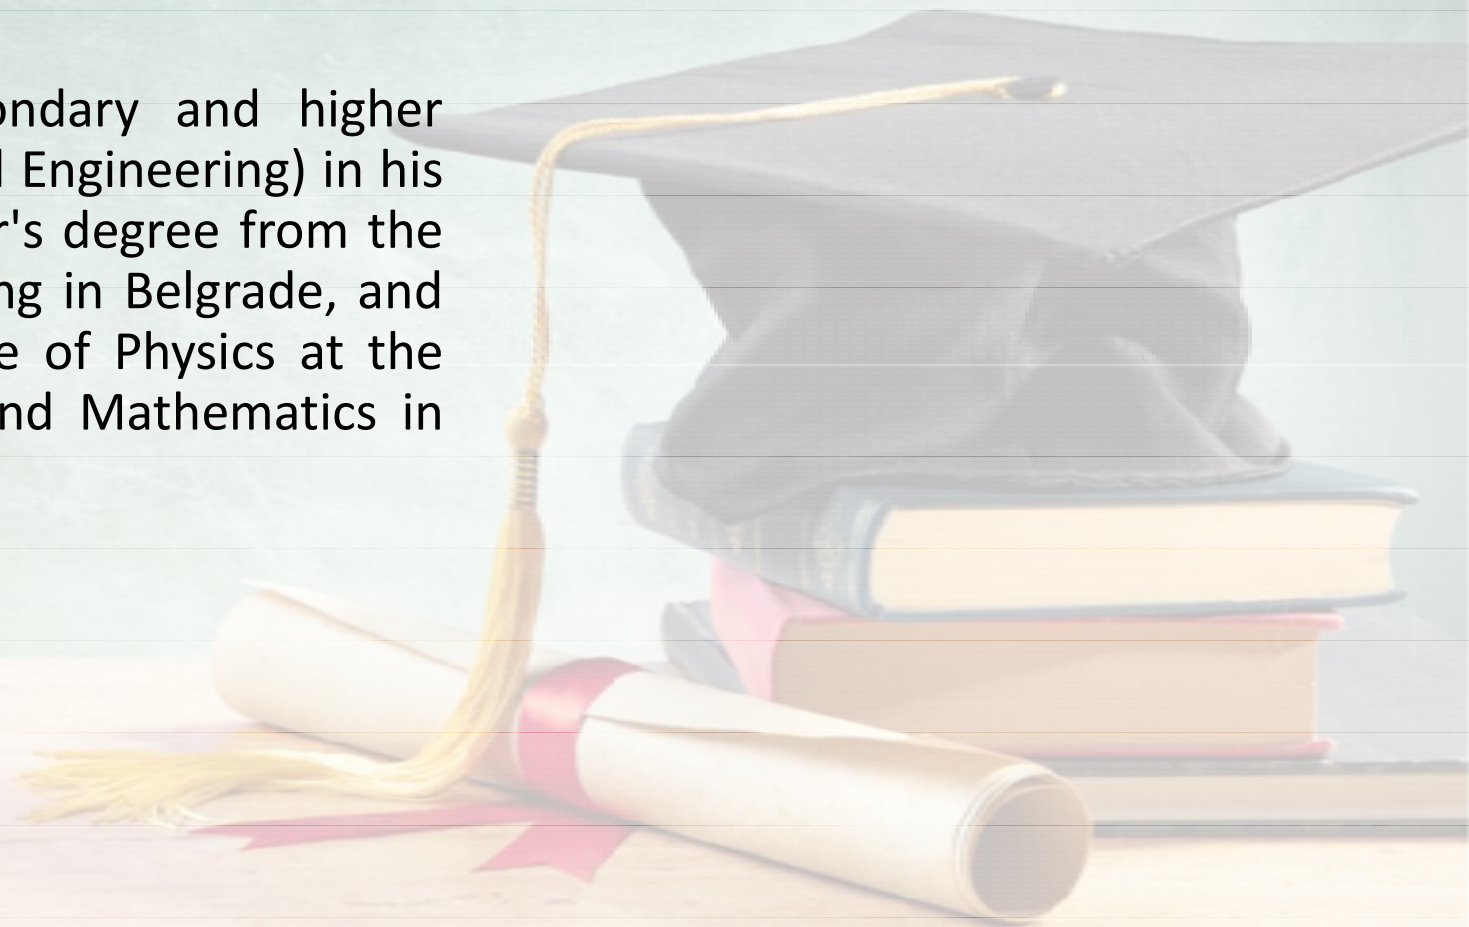 ondary and higher
l Engineering) in his
r's degree from the
ng in Belgrade, and
e of Physics at the
nd Mathematics in